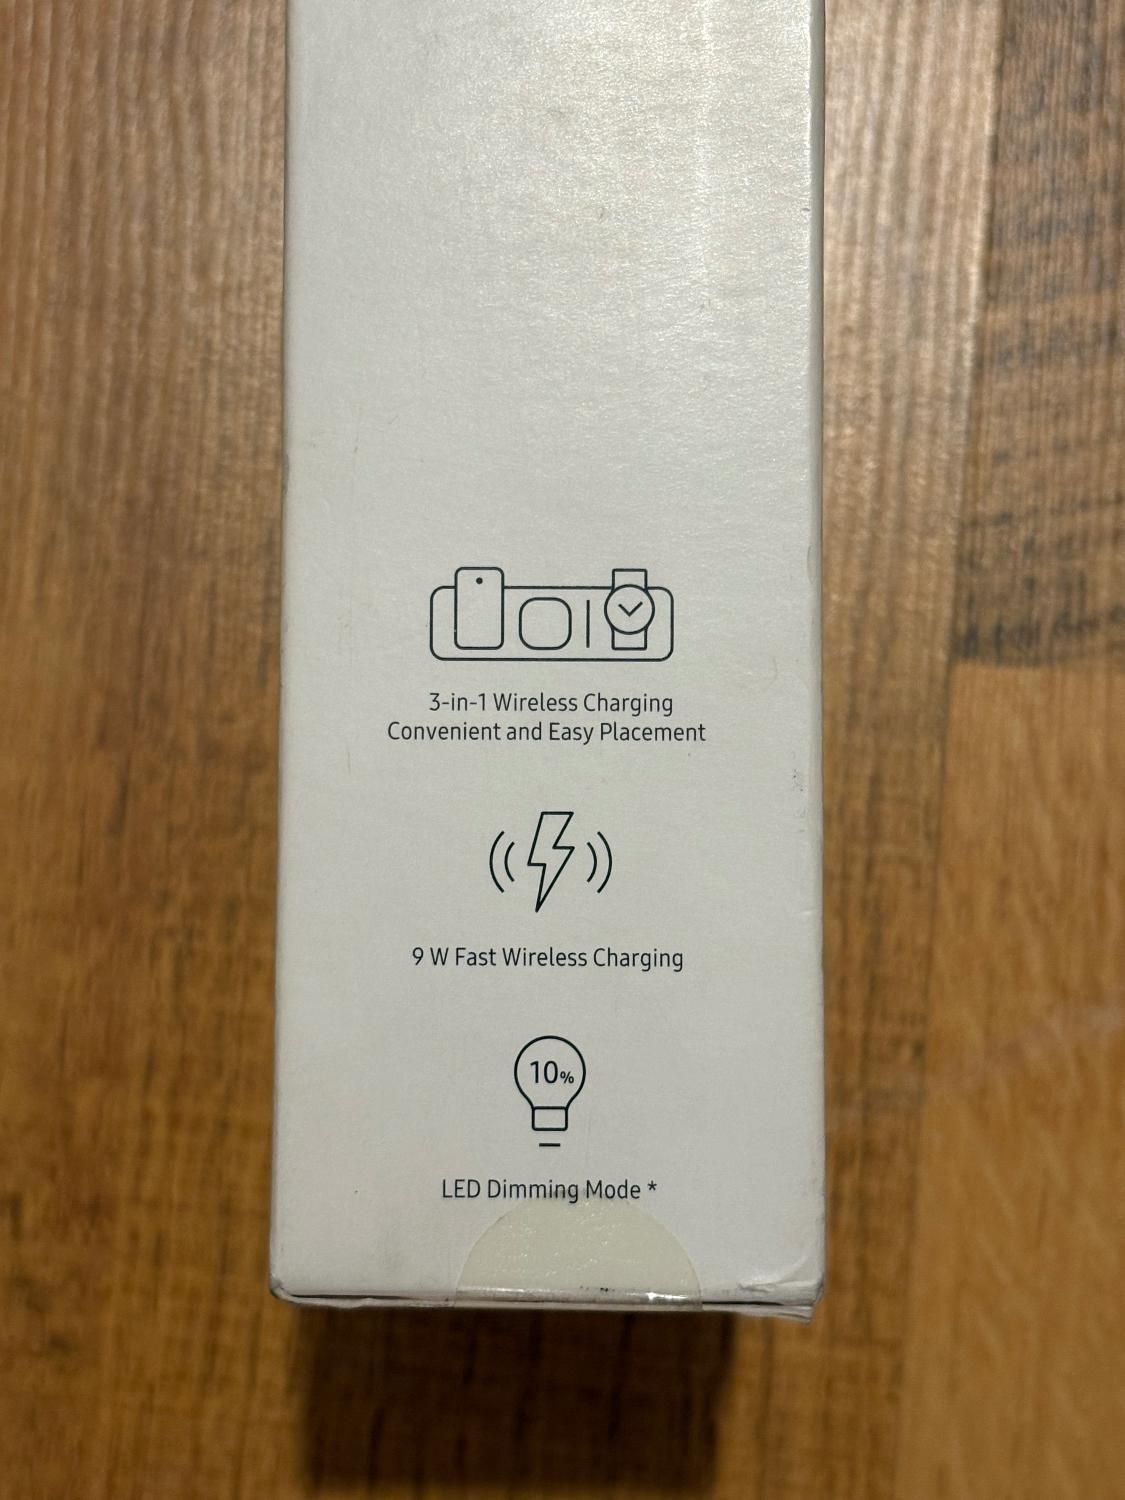 3-in-1 Wireless Charging
Convenient and Easy Placement
9 W Fast Wireless Charging
10%
LED Dimming Mode *